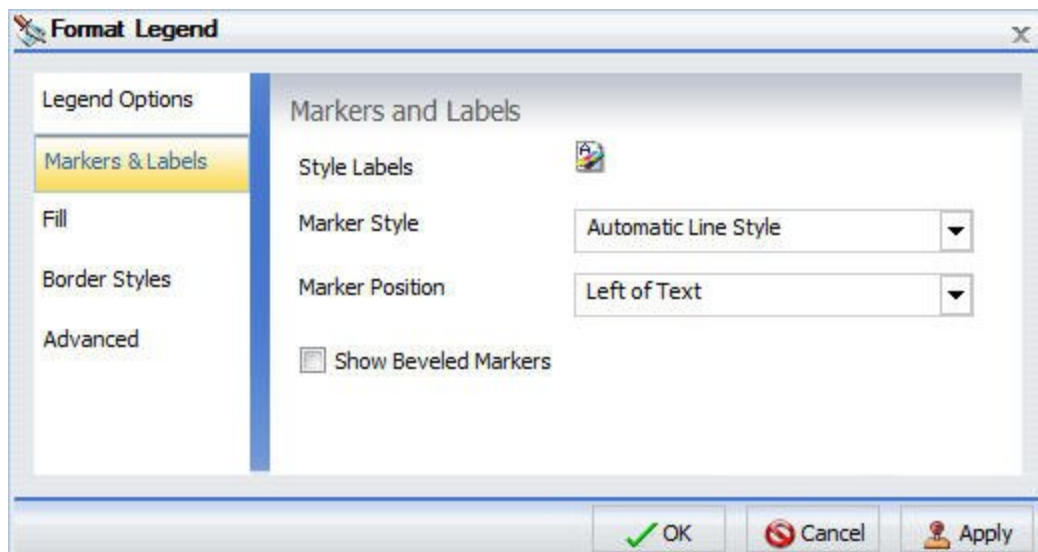 Format Legend
Legend Options
Markers & Labels
Fill
Border Styles
Advanced
Markers and Labels
Style Labels
Marker Style Automatic Line Style
Marker Position Left of Text
Show Beveled Markers
OK Cancel Apply